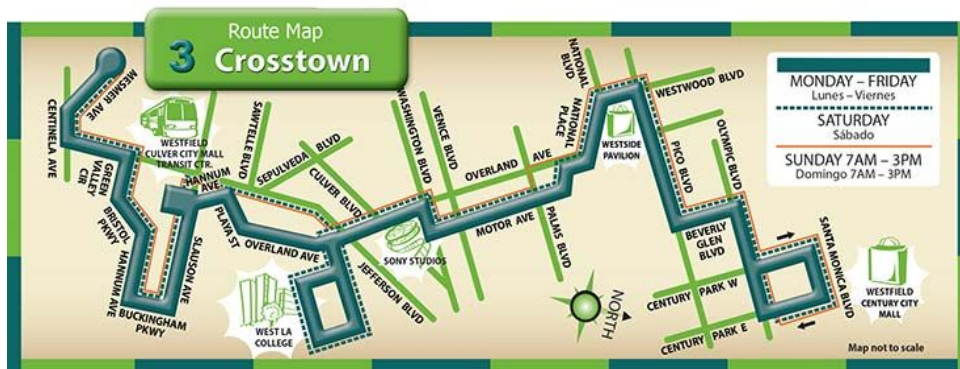 Route Map
3 Crosstown
MONDAY – FRIDAY
Lunes – Viernes
SATURDAY
Sábado
SUNDAY 7AM – 3PM
Domingo 7AM – 3PM
MESMER AVE
CENTINELA AVE
WESTFIELD
CULVER CITY MALL
TRANSIT CTR.
HANNUM
AVE.
GREEN
VALLEY
CIR
BRISTOL
PKWY
HANNUM AVE
BUCKINGHAM
PKWY
SLAUSON AVE
PLAYA ST
SAWTELLE BLVD
SEPULVEDA BLVD
CULVER BLVD
OVERLAND AVE
WEST LA
COLLEGE
JEFFERSON BLVD
SONY STUDIOS
WASHINGTON BLVD
VENICE BLVD
OVERLAND AVE
MOTOR AVE
PALMS BLVD
NATIONAL
PLACE
NATIONAL
BLVD
WESTSIDE
PAVILION
WESTWOOD BLVD
PICO BLVD
OLYMPIC BLVD
BEVERLY
GLEN
BLVD
CENTURY PARK W
CENTURY PARK E
SANTA MONICA BLVD
WESTFIELD
CENTURY CITY
MALL
NORTH
Map not to scale